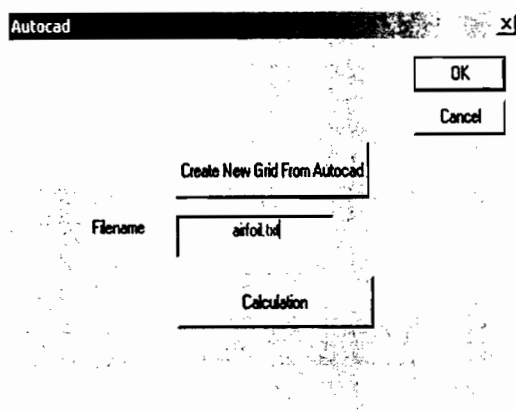 Autocad
OK
Cancel
Create New Grid From Autocad
Filename
airfoil.txt
Calculation